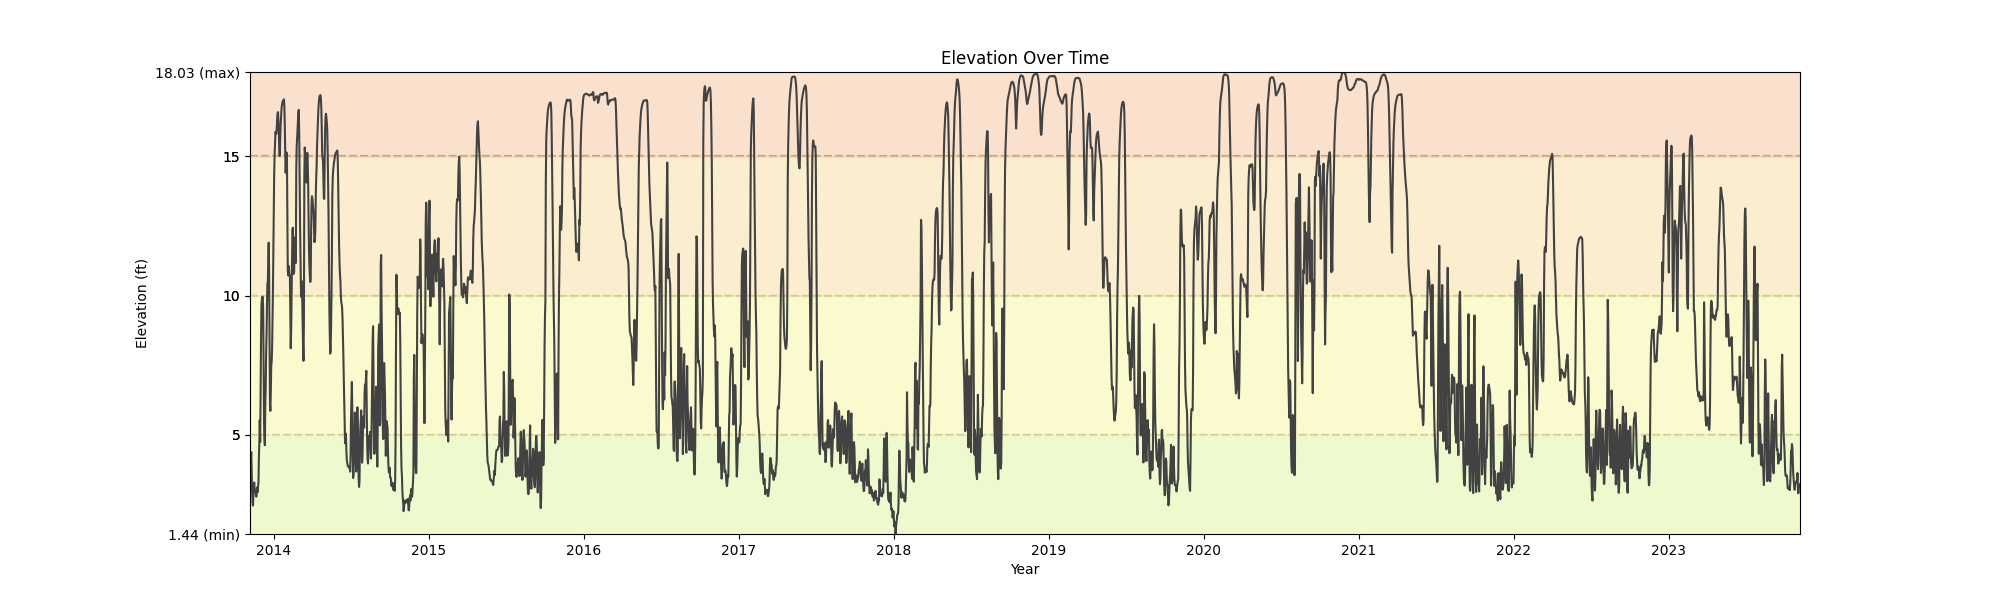 Elevation Over Time
18.03 (max)
15
10
5
1.44 (min)
Elevation (ft)
2014 2015 2016 2017 2018 2019 2020 2021 2022 2023
Year